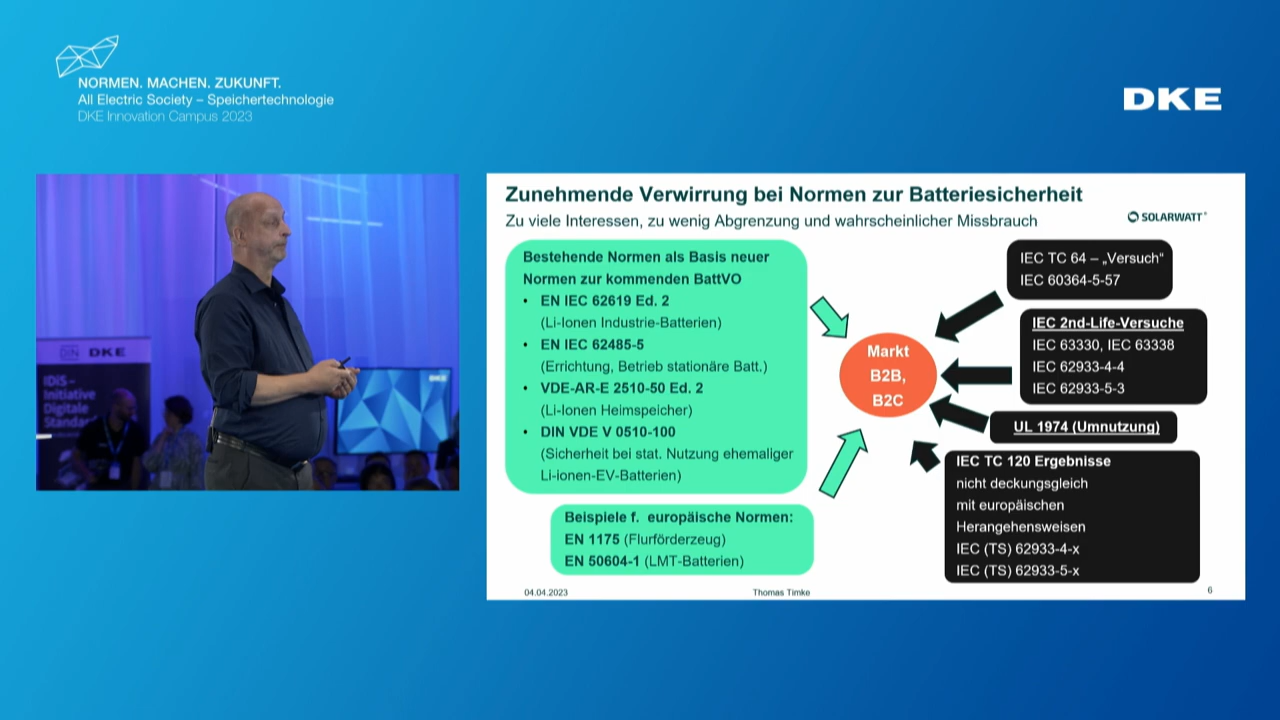 NORMEN. MACHEN. ZUKUNFT.
All Electric Society – Speichertechnologie
DKE Innovation Campus 2023
DKE
DIN DKE
IDiS –
Initiative
Digitale
Standar
DKE
Zunehmende Verwirrung bei Normen zur Batteriesicherheit
Zu viele Interessen, zu wenig Abgrenzung und wahrscheinlicher Missbrauch
SOLARWATT
Bestehende Normen als Basis neuer
Normen zur kommenden BattVO
• EN IEC 62619 Ed. 2
(Li-Ionen Industrie-Batterien)
• EN IEC 62485-5
(Errichtung, Betrieb stationäre Batt.)
• VDE-AR-E 2510-50 Ed. 2
(Li-Ionen Heimspeicher)
• DIN VDE V 0510-100
(Sicherheit bei stat. Nutzung ehemaliger
Li-ionen-EV-Batterien)
Beispiele f. europäische Normen:
EN 1175 (Flurförderzeug)
EN 50604-1 (LMT-Batterien)
Markt
B2B,
B2C
IEC TC 64 – „Versuch“
IEC 60364-5-57
IEC 2nd-Life-Versuche
IEC 63330, IEC 63338
IEC 62933-4-4
IEC 62933-5-3
UL 1974 (Umnutzung)
IEC TC 120 Ergebnisse
nicht deckungsgleich
mit europäischen
Herangehensweisen
IEC (TS) 62933-4-x
IEC (TS) 62933-5-x
04.04.2023
Thomas Timke
6